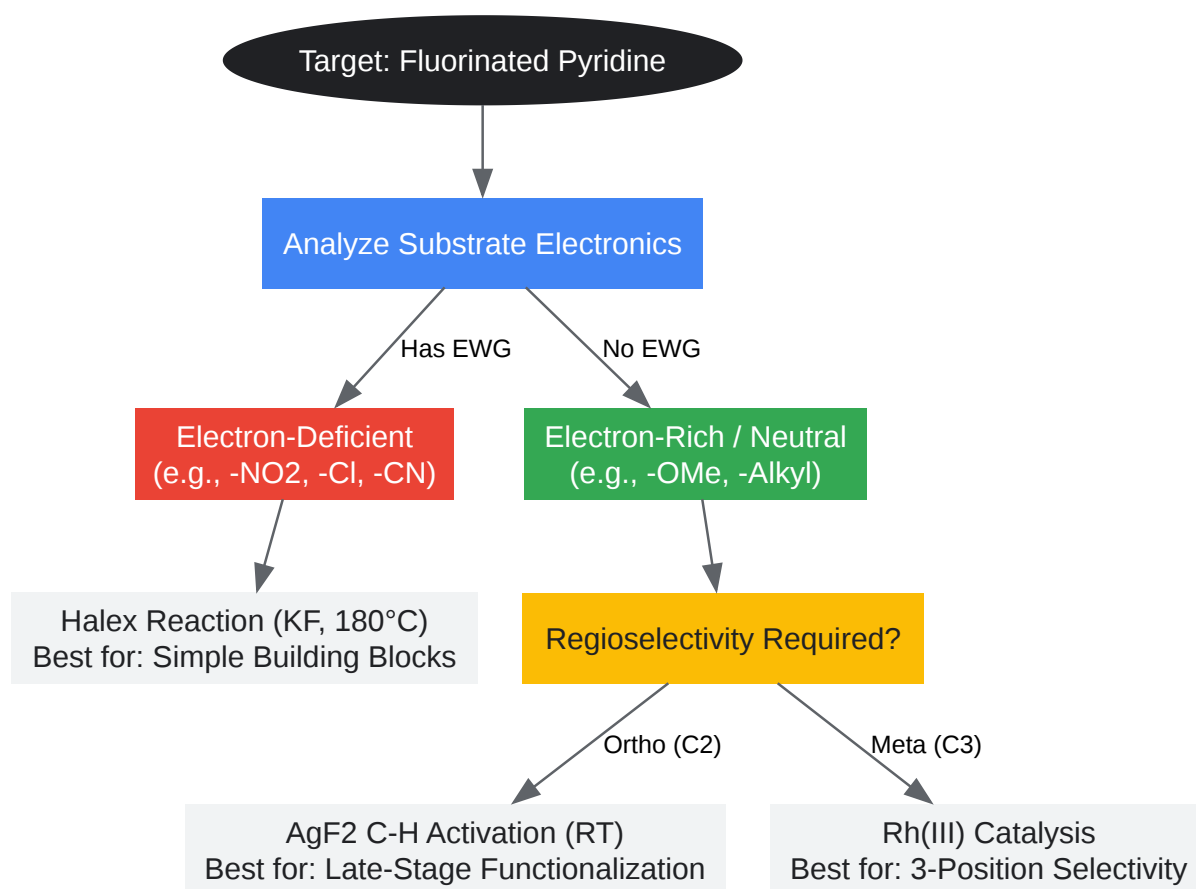 Target: Fluorinated Pyridine
Analyze Substrate Electronics
Has EWG
No EWG
Electron-Deficient
(e.g., -NO2, -Cl, -CN)
Electron-Rich / Neutral
(e.g., -OMe, -Alkyl)
Halex Reaction (KF, 180°C)
Best for: Simple Building Blocks
Regioselectivity Required?
Ortho (C2)
Meta (C3)
AgF2 C-H Activation (RT)
Best for: Late-Stage Functionalization
Rh(III) Catalysis
Best for: 3-Position Selectivity